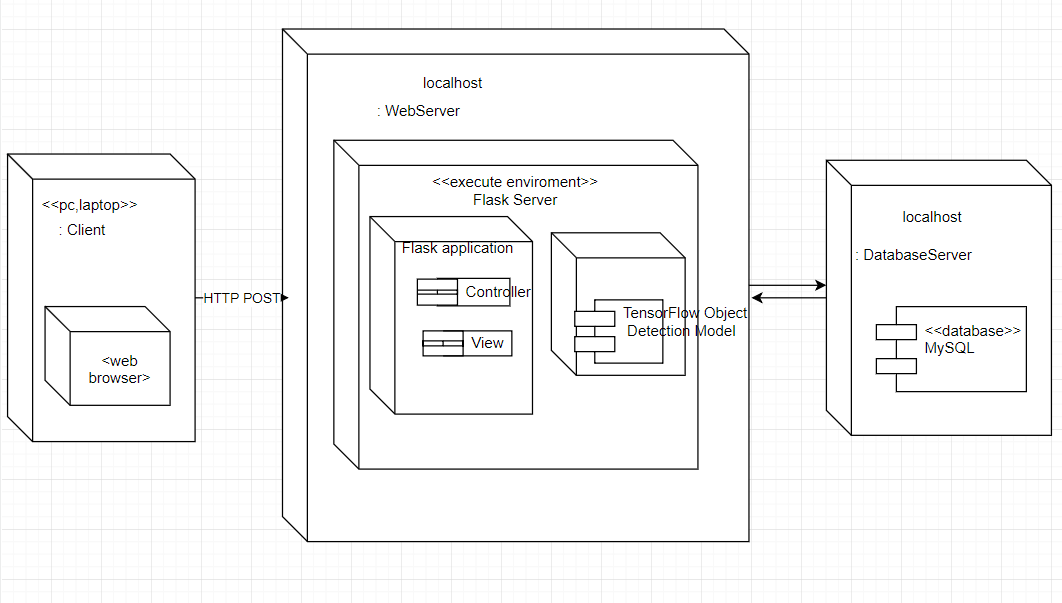 <<pc,laptop>>
: Client
<web
browser>
HTTP POST
localhost
: WebServer
<<execute enviroment>>
Flask Server
Flask application
Controller
View
TensorFlow Object
Detection Model
localhost
: DatabaseServer
<<database>>
MySQL